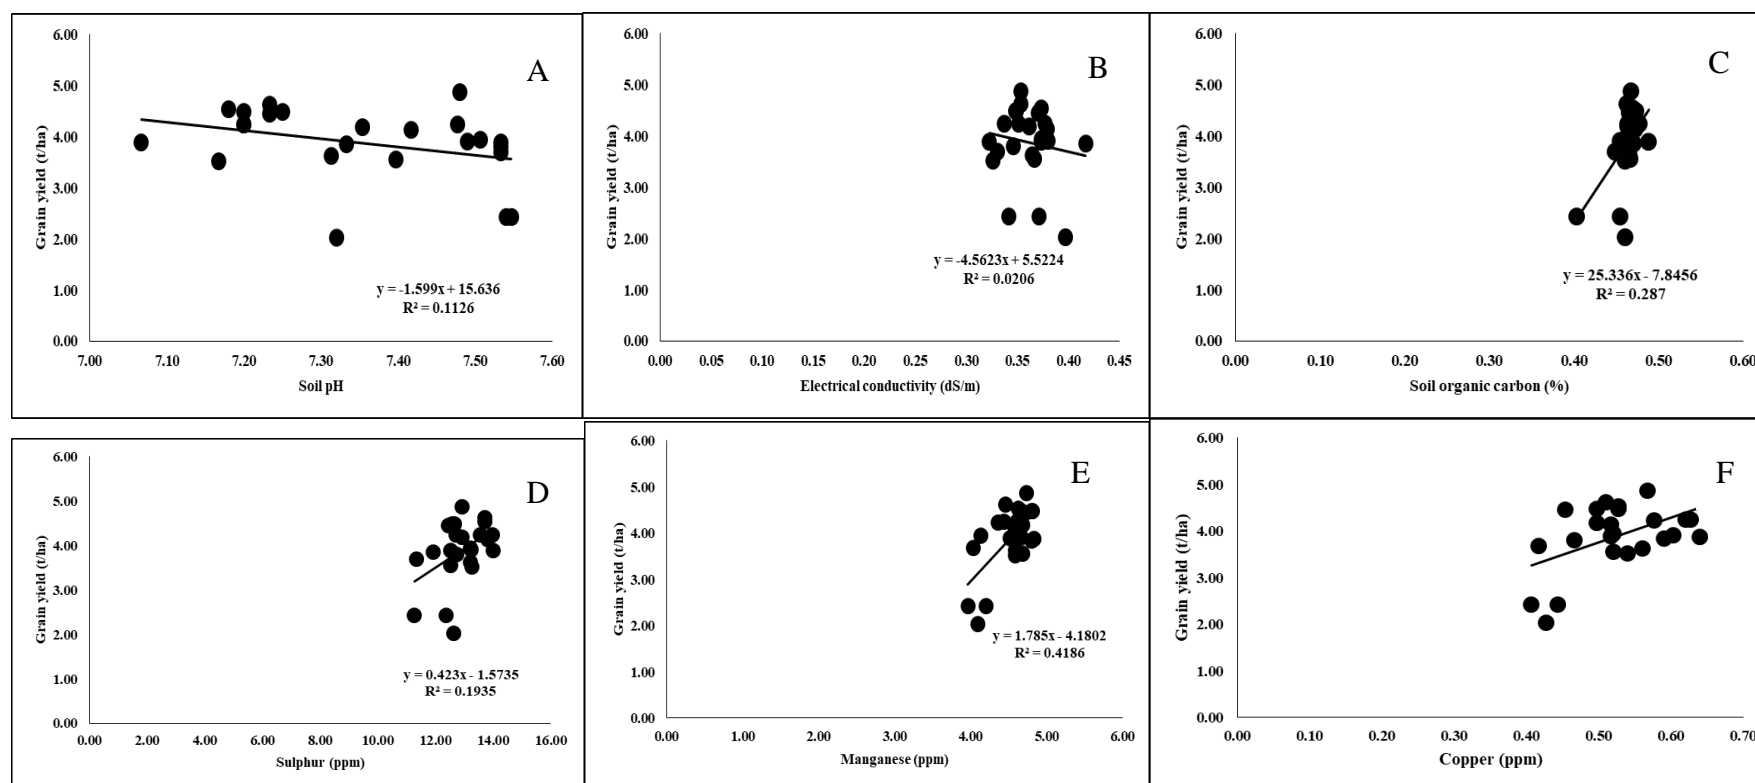 A
Grain yield (t/ha)
6.00
5.00
4.00
3.00
2.00
1.00
0.00
y = -1.599x + 15.636
R² = 0.1126
7.00 7.10 7.20 7.30 7.40 7.50 7.60
Soil pH
B
Grain yield (t/ha)
6.00
5.00
4.00
3.00
2.00
1.00
0.00
y = -4.5623x + 5.5224
R² = 0.0206
0.00 0.05 0.10 0.15 0.20 0.25 0.30 0.35 0.40 0.45
Electrical conductivity (dS/m)
C
Grain yield (t/ha)
6.00
5.00
4.00
3.00
2.00
1.00
0.00
y = 25.336x - 7.8456
R² = 0.287
0.00 0.10 0.20 0.30 0.40 0.50 0.60
Soil organic carbon (%)
D
Grain yield (t/ha)
6.00
5.00
4.00
3.00
2.00
1.00
0.00
y = 0.423x - 1.5735
R² = 0.1935
0.00 2.00 4.00 6.00 8.00 10.00 12.00 14.00 16.00
Sulphur (ppm)
E
Grain yield (t/ha)
6.00
5.00
4.00
3.00
2.00
1.00
0.00
y = 1.785x - 4.1802
R² = 0.4186
0.00 1.00 2.00 3.00 4.00 5.00 6.00
Manganese (ppm)
F
Grain yield (t/ha)
6.00
5.00
4.00
3.00
2.00
1.00
0.00
0.00 0.10 0.20 0.30 0.40 0.50 0.60 0.70
Copper (ppm)